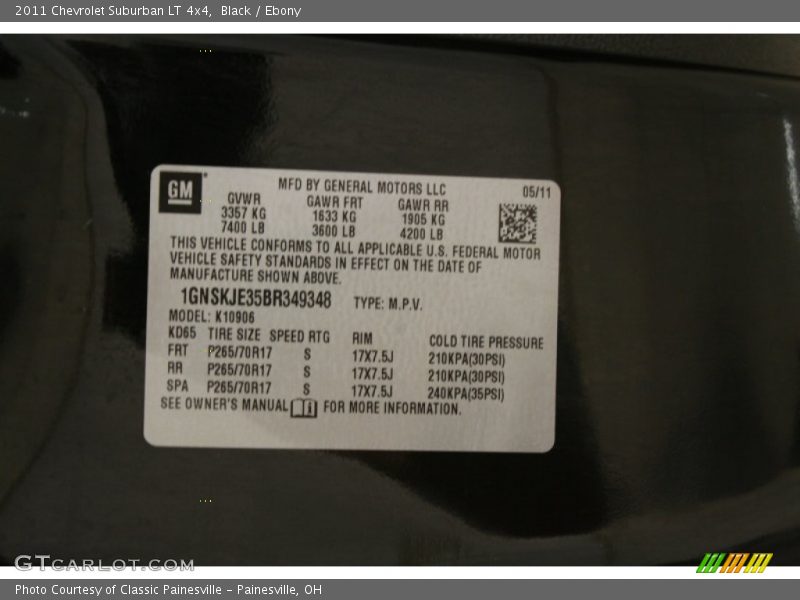 2011 Chevrolet Suburban LT 4x4, Black / Ebony
GM
MFD BY GENERAL MOTORS LLC 05/11
GVWR GAWR FRT GAWR RR
3357 KG 1633 KG 1905 KG
7400 LB 3600 LB 4200 LB
THIS VEHICLE CONFORMS TO ALL APPLICABLE U.S. FEDERAL MOTOR
VEHICLE SAFETY STANDARDS IN EFFECT ON THE DATE OF
MANUFACTURE SHOWN ABOVE.
1GNSKJE35BR349348 TYPE: M.P.V.
MODEL: K10906
KD65 TIRE SIZE SPEED RTG RIM COLD TIRE PRESSURE
FRT P265/70R17 S 17X7.5J 210KPA(30PSI)
RR P265/70R17 S 17X7.5J 210KPA(30PSI)
SPA P265/70R17 S 17X7.5J 240KPA(35PSI)
SEE OWNER'S MANUAL FOR MORE INFORMATION.
GTCARLOT.COM
Photo Courtesy of Classic Painesville - Painesville, OH